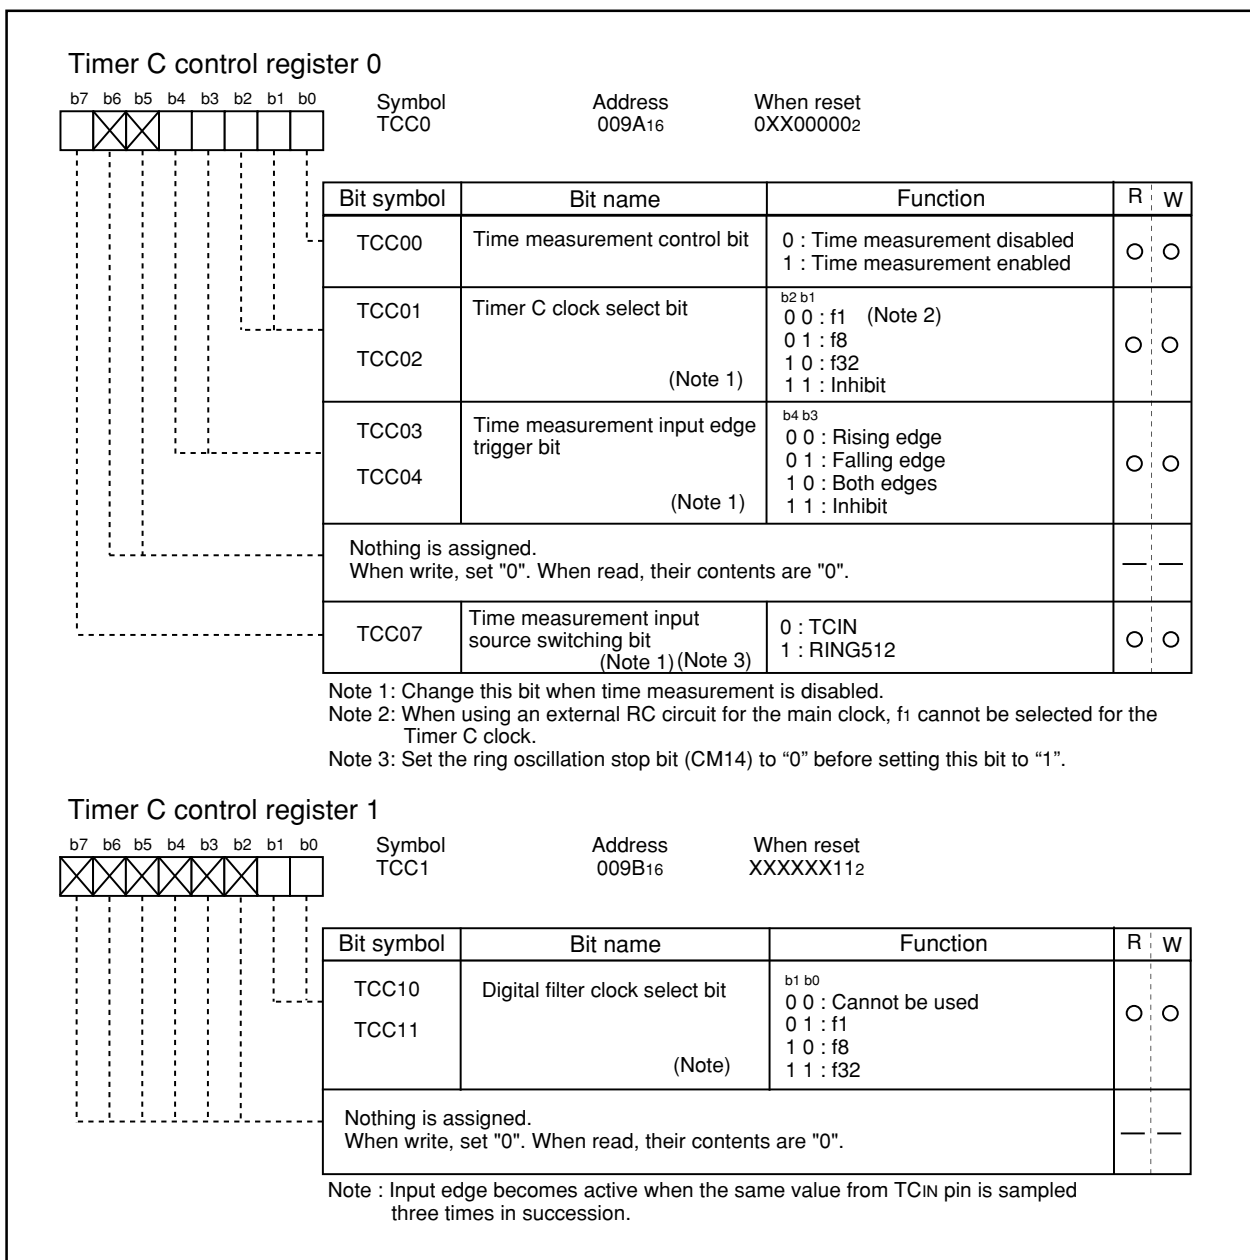 Timer C control register 0
b7 b6 b5 b4 b3 b2 b1 b0
Symbol Address When reset
TCC0 009A16 0XX000002
Bit symbol Bit name Function R W
TCC00 Time measurement control bit 0 : Time measurement disabled
1 : Time measurement enabled
TCC01 Timer C clock select bit b2 b1
0 0 : f1 (Note 2)
0 1 : f8
TCC02 1 0 : f32
(Note 1) 1 1 : Inhibit
TCC03 Time measurement input edge b4 b3
trigger bit 0 0 : Rising edge
0 1 : Falling edge
TCC04 1 0 : Both edges
(Note 1) 1 1 : Inhibit
Nothing is assigned.
When write, set "0". When read, their contents are "0".
TCC07 Time measurement input 0 : TCIN
source switching bit 1 : RING512
(Note 1) (Note 3)
Note 1: Change this bit when time measurement is disabled.
Note 2: When using an external RC circuit for the main clock, f1 cannot be selected for the
Timer C clock.
Note 3: Set the ring oscillation stop bit (CM14) to “0” before setting this bit to “1”.
Timer C control register 1
b7 b6 b5 b4 b3 b2 b1 b0
Symbol Address When reset
TCC1 009B16 XXXXXX112
Bit symbol Bit name Function R W
TCC10 Digital filter clock select bit b1 b0
0 0 : Cannot be used
TCC11 0 1 : f1
1 0 : f8
(Note) 1 1 : f32
Nothing is assigned.
When write, set "0". When read, their contents are "0".
Note : Input edge becomes active when the same value from TCIN pin is sampled
three times in succession.